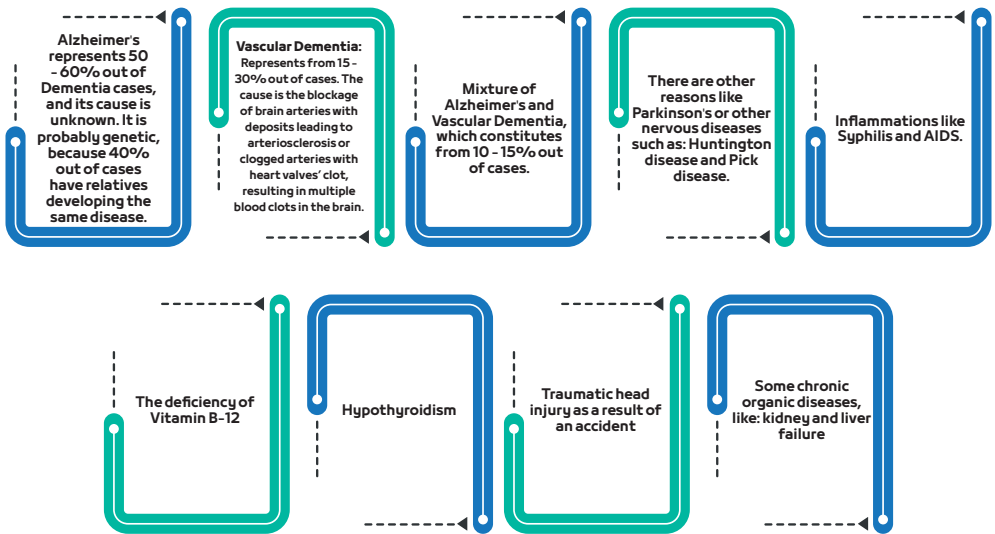 Alzheimer's
represents 50
- 60% out of
Dementia cases,
and its cause is
unknown. It is
probably genetic,
because 40%
out of cases
have relatives
developing the
same disease.
Vascular Dementia:
Represents from 15 -
30% out of cases. The
cause is the blockage
of brain arteries with
deposits leading to
arteriosclerosis or
clogged arteries with
heart valves' clot,
resulting in multiple
blood clots in the brain.
Mixture of
Alzheimer's and
Vascular Dementia,
which constitutes
from 10 - 15% out
of cases.
There are other
reasons like
Parkinson's or other
nervous diseases
such as: Huntington
disease and Pick
disease.
Inflammations like
Syphilis and AIDS.
The deficiency of
Vitamin B-12
Hypothyroidism
Traumatic head
injury as a result of
an accident
Some chronic
organic diseases,
like: kidney and liver
failure